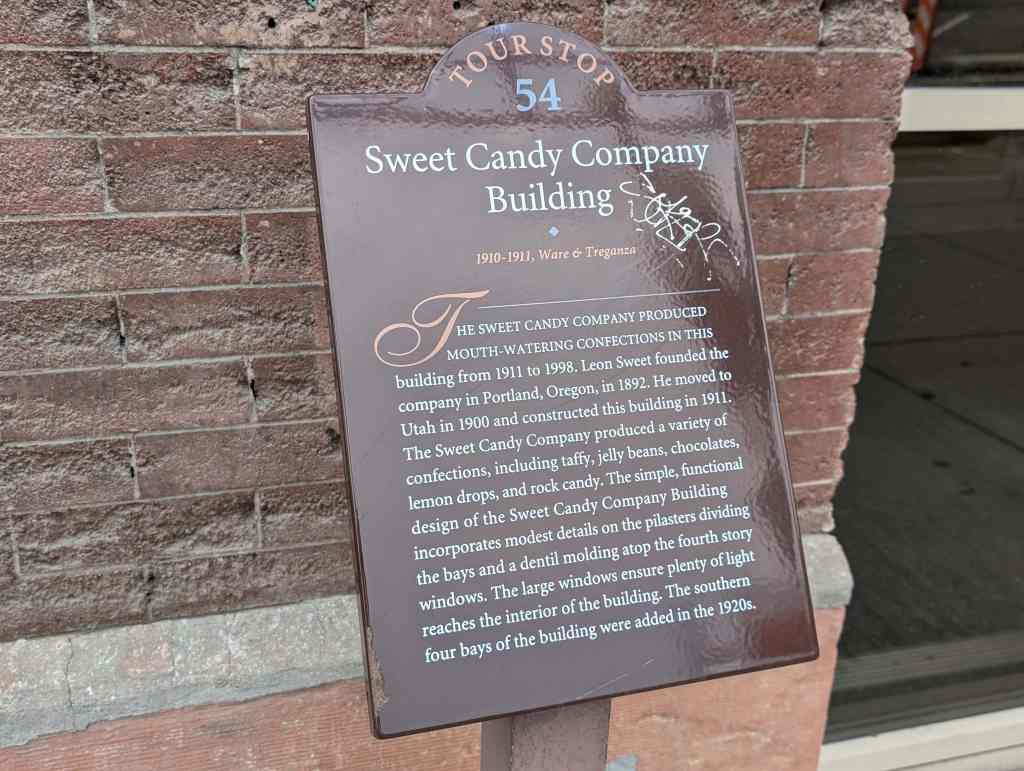 TOUR STOP
54
Sweet Candy Company
Building
1910-1911, Ware & Treganza
THE SWEET CANDY COMPANY PRODUCED
MOUTH-WATERING CONFECTIONS IN THIS
building from 1911 to 1998. Leon Sweet founded the
company in Portland, Oregon, in 1892. He moved to
Utah in 1900 and constructed this building in 1911.
The Sweet Candy Company produced a variety of
confections, including taffy, jelly beans, chocolates,
lemon drops, and rock candy. The simple, functional
design of the Sweet Candy Company Building
incorporates modest details on the pilasters dividing
the bays and a dentil molding atop the fourth story
windows. The large windows ensure plenty of light
reaches the interior of the building. The southern
four bays of the building were added in the 1920s.